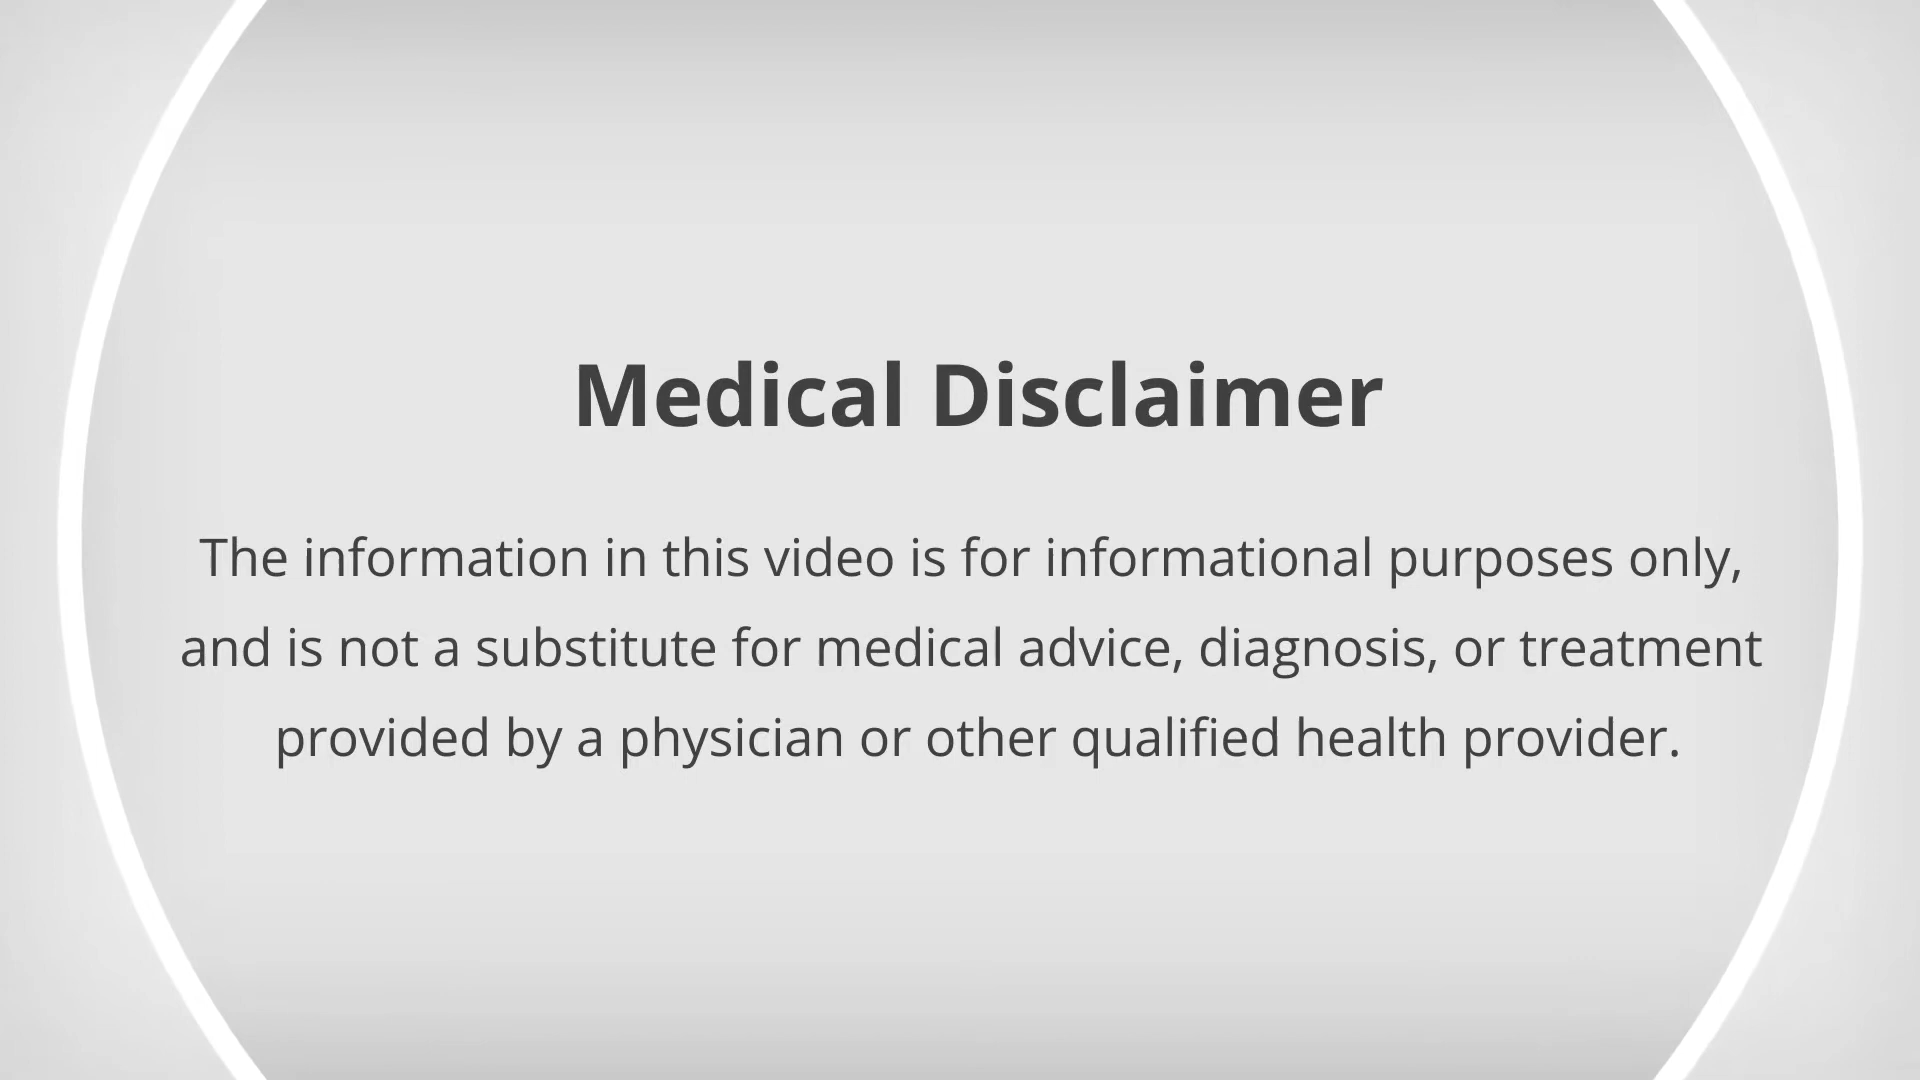 Medical Disclaimer
The information in this video is for informational purposes only,
and is not a substitute for medical advice, diagnosis, or treatment
provided by a physician or other qualified health provider.